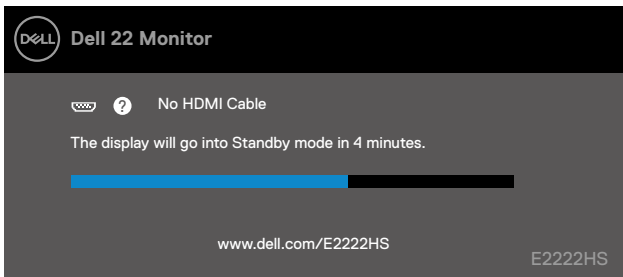 DELL Dell 22 Monitor
? No HDMI Cable
The display will go into Standby mode in 4 minutes.
www.dell.com/E2222HS
E2222HS